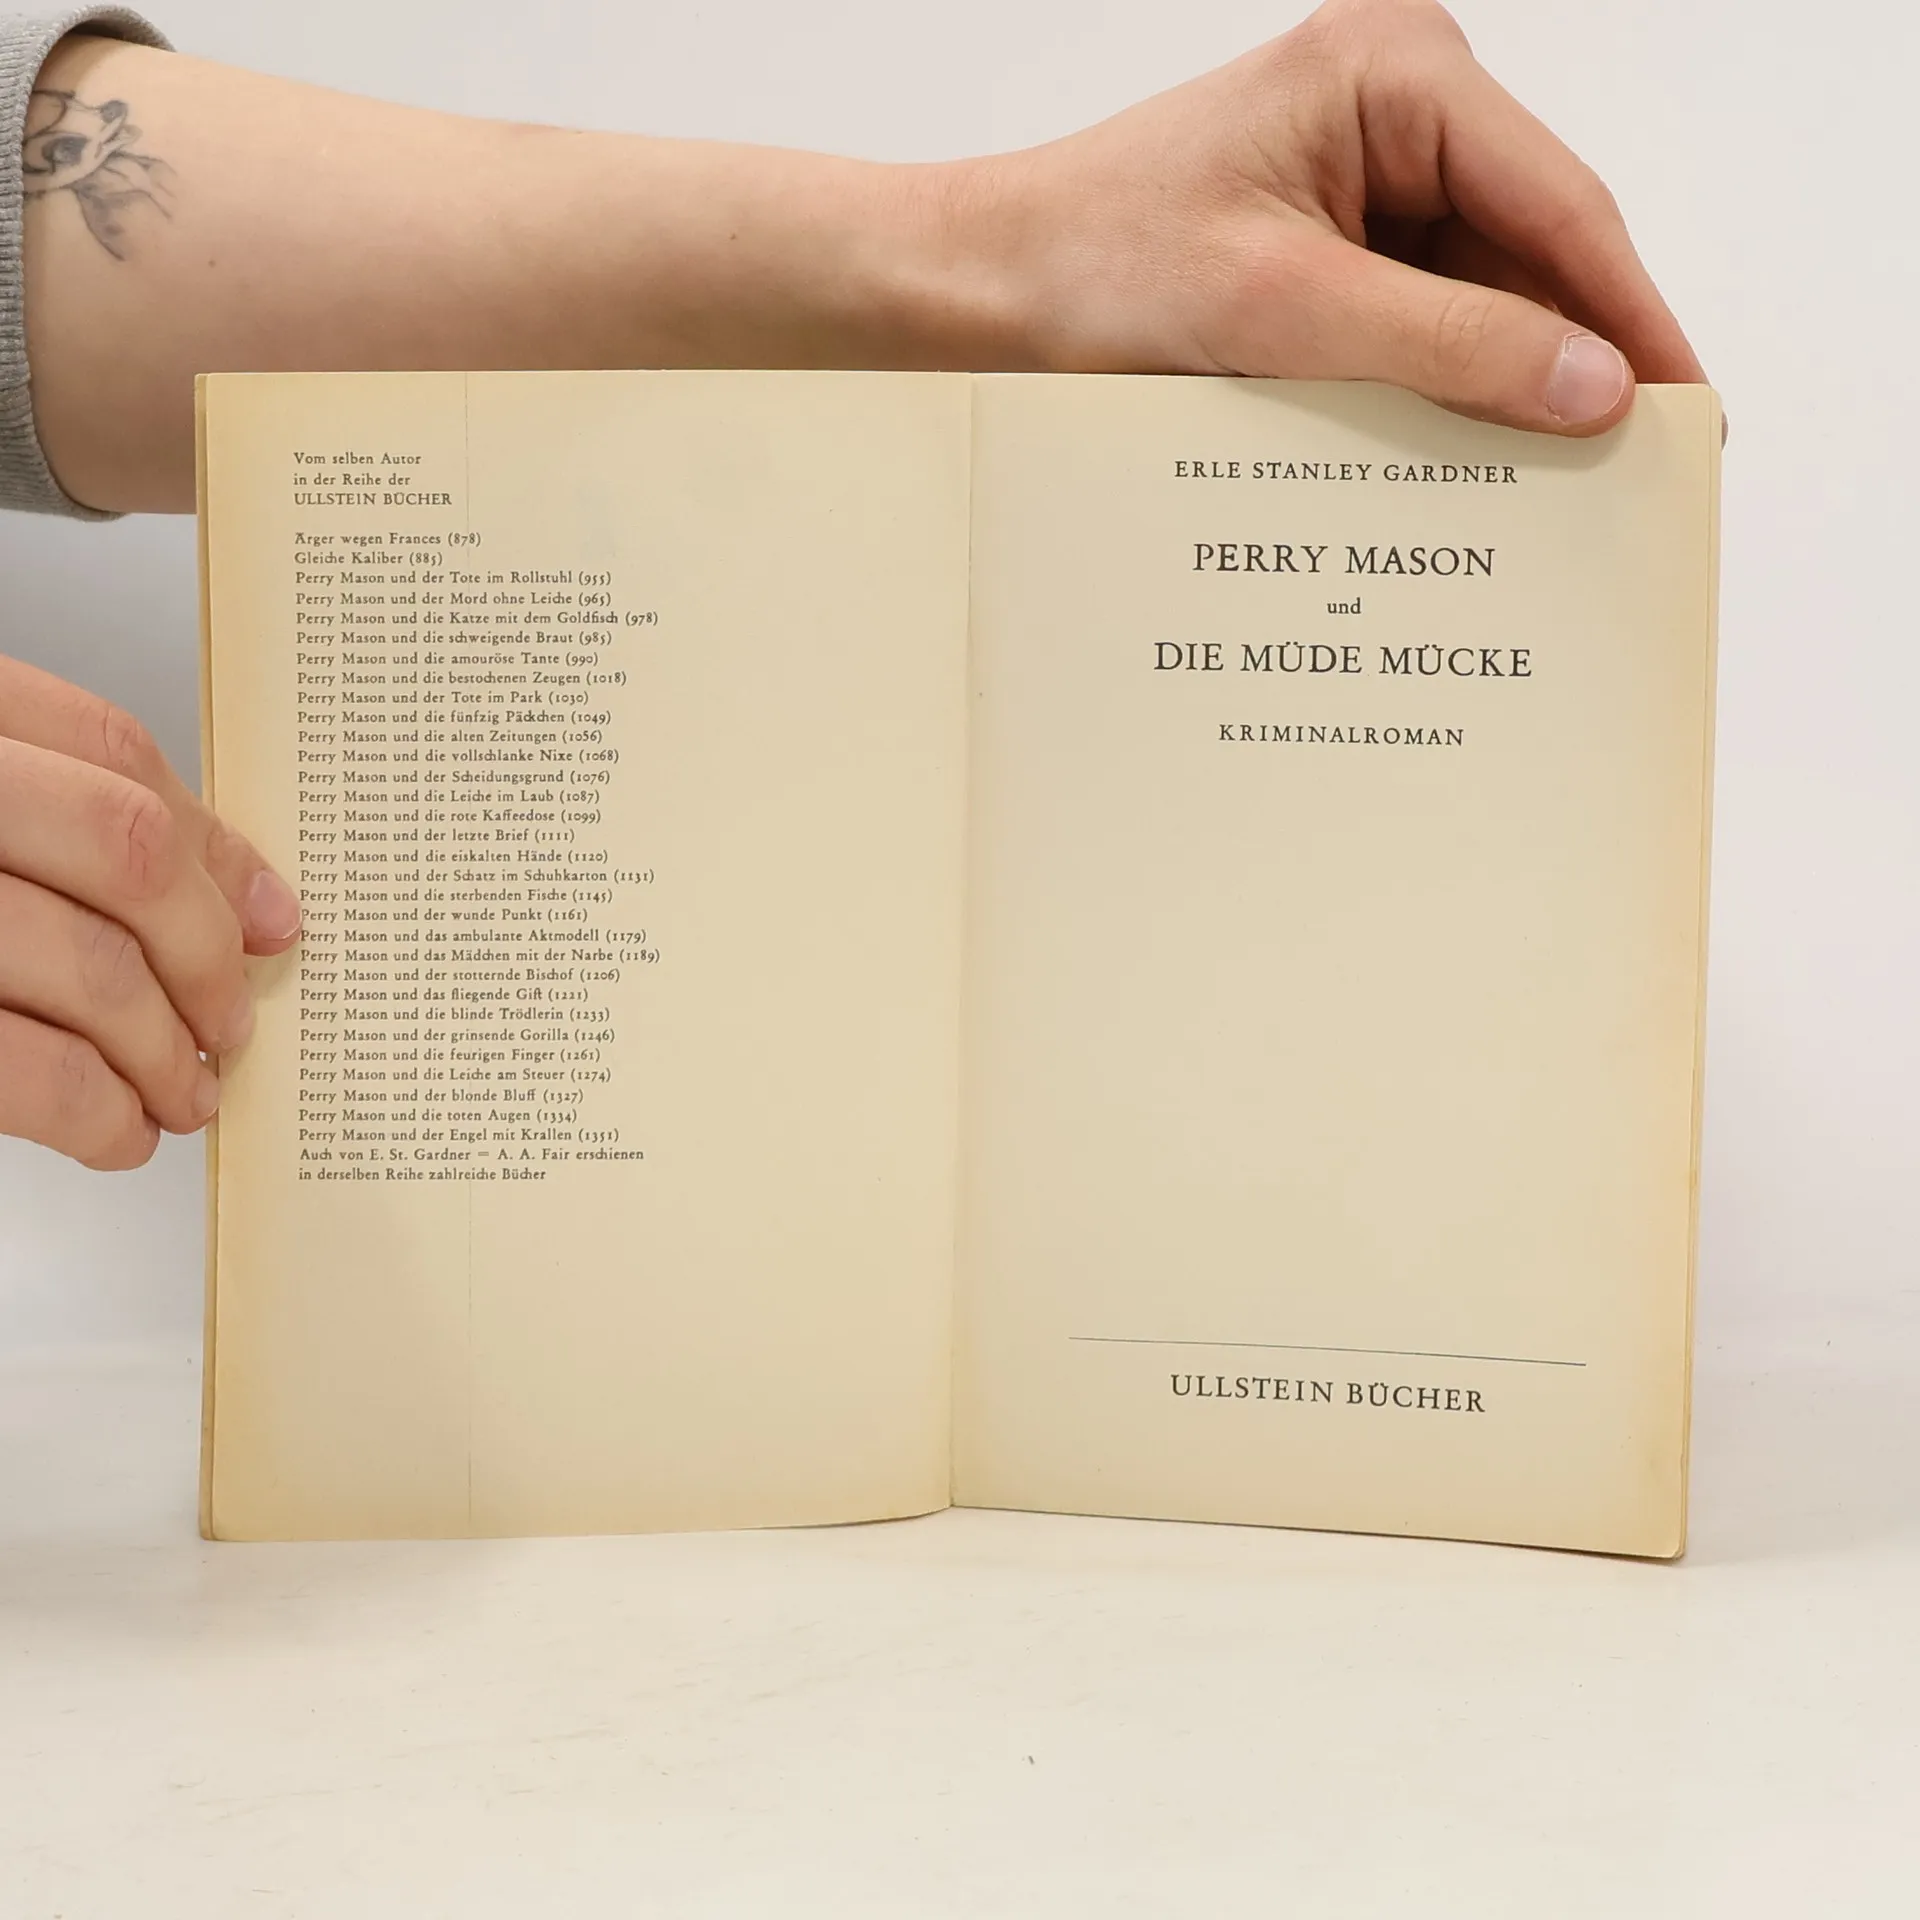 Vom selben Autor
in der Reihe der
ULLSTEIN BÜCHER
Ärger wegen Frances (878)
Gleiche Kaliber (885)
Perry Mason und der Tote im Rollstuhl (955)
Perry Mason und der Mord ohne Leiche (965)
Perry Mason und die Katze mit dem Goldfisch (978)
Perry Mason und die schweigende Braut (985)
Perry Mason und die amouröse Tante (990)
Perry Mason und die bestochenen Zeugen (1018)
Perry Mason und der Tote im Park (1030)
Perry Mason und die fünfzig Päckchen (1049)
Perry Mason und die alten Zeitungen (1056)
Perry Mason und die vollschlanke Nixe (1068)
Perry Mason und der Scheidungsgrund (1076)
Perry Mason und die Leiche im Laub (1087)
Perry Mason und die rote Kaffeedose (1099)
Perry Mason und der letzte Brief (1111)
Perry Mason und die eiskalten Hände (1120)
Perry Mason und der Schatz im Schuhkarton (1131)
Perry Mason und die sterbenden Fische (1145)
Perry Mason und der wunde Punkt (1161)
Perry Mason und das ambulante Aktmodell (1179)
Perry Mason und das Mädchen mit der Narbe (1189)
Perry Mason und der stotternde Bischof (1206)
Perry Mason und das fliegende Gift (1221)
Perry Mason und die blinde Trödlerin (1233)
Perry Mason und der grinsende Gorilla (1246)
Perry Mason und die feurigen Finger (1261)
Perry Mason und die Leiche am Steuer (1274)
Perry Mason und der blonde Bluff (1327)
Perry Mason und die toten Augen (1334)
Perry Mason und der Engel mit Krallen (1351)
Auch von E. St. Gardner = A. A. Fair erschienen
in derselben Reihe zahlreiche Bücher
ERLE STANLEY GARDNER
PERRY MASON
und
DIE MÜDE MÜCKE
KRIMINALROMAN
ULLSTEIN BÜCHER